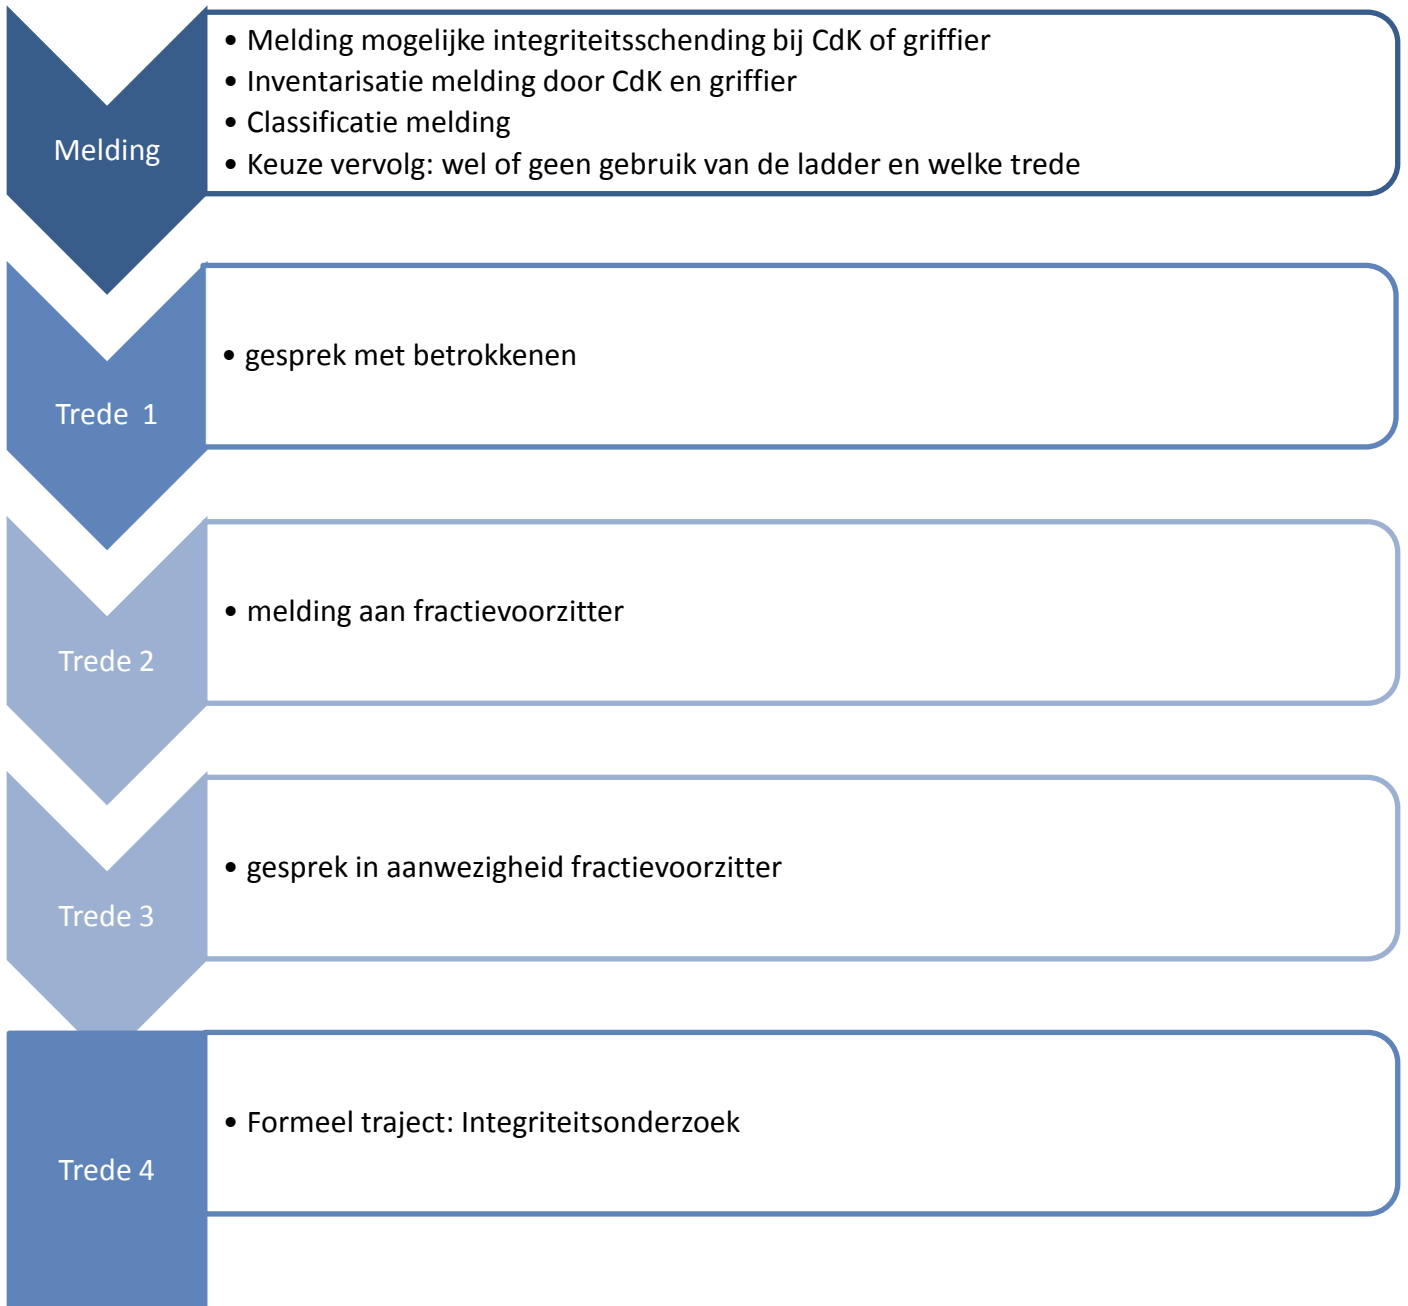 Melding
• Melding mogelijke integriteitsschending bij CdK of griffier
• Inventarisatie melding door CdK en griffier
• Classificatie melding
• Keuze vervolg: wel of geen gebruik van de ladder en welke trede
Trede 1
• gesprek met betrokkenen
Trede 2
• melding aan fractievoorzitter
Trede 3
• gesprek in aanwezigheid fractievoorzitter
Trede 4
• Formeel traject: Integriteitsonderzoek